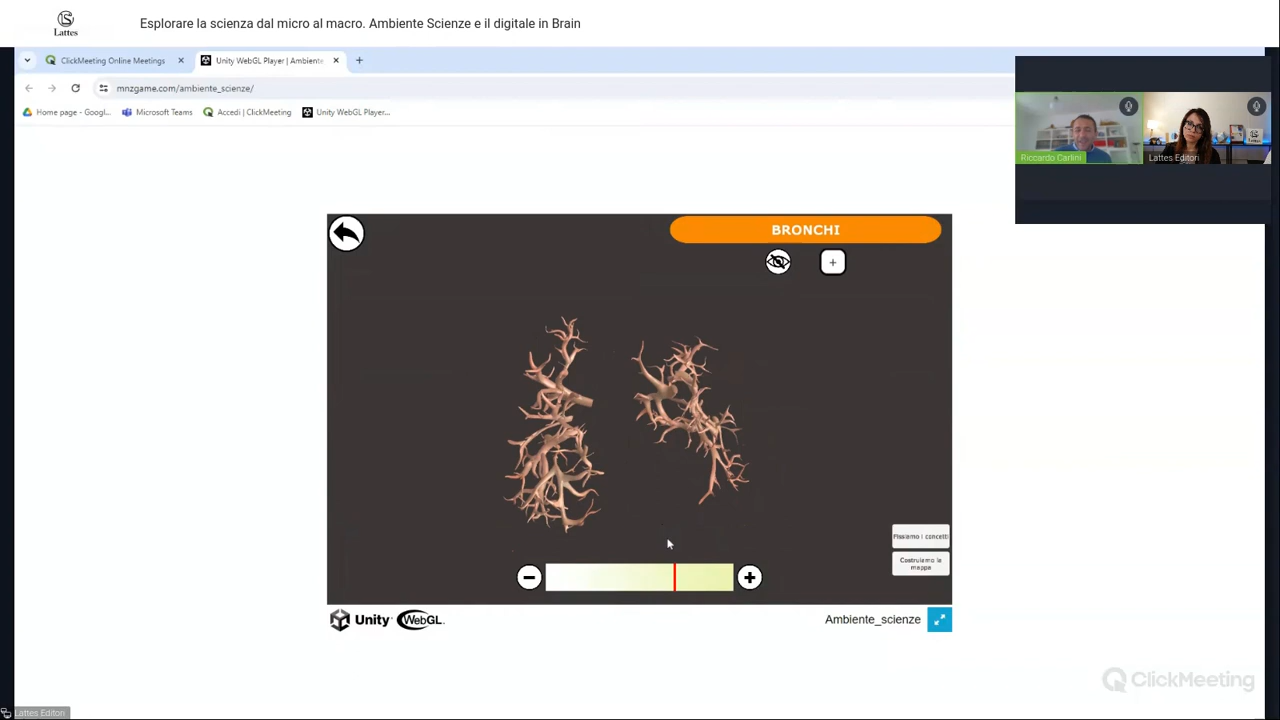 Lattes
Esplorare la scienza dal micro al macro. Ambiente Scienze e il digitale in Brain
ClickMeeting Online Meetings
Unity WebGL Player | Ambiente
mnzgame.com/ambiente_scienze/
Home page - Googl...
Microsoft Teams
Accedi | ClickMeeting
Unity WebGL Player...
Riccardo Carlini
Lattes Editori
BRONCHI
Fissiamo i concetti
Costruiamo la
mappa
Unity
WebGL.
Ambiente_scienze
ClickMeeting
Lattes Editori